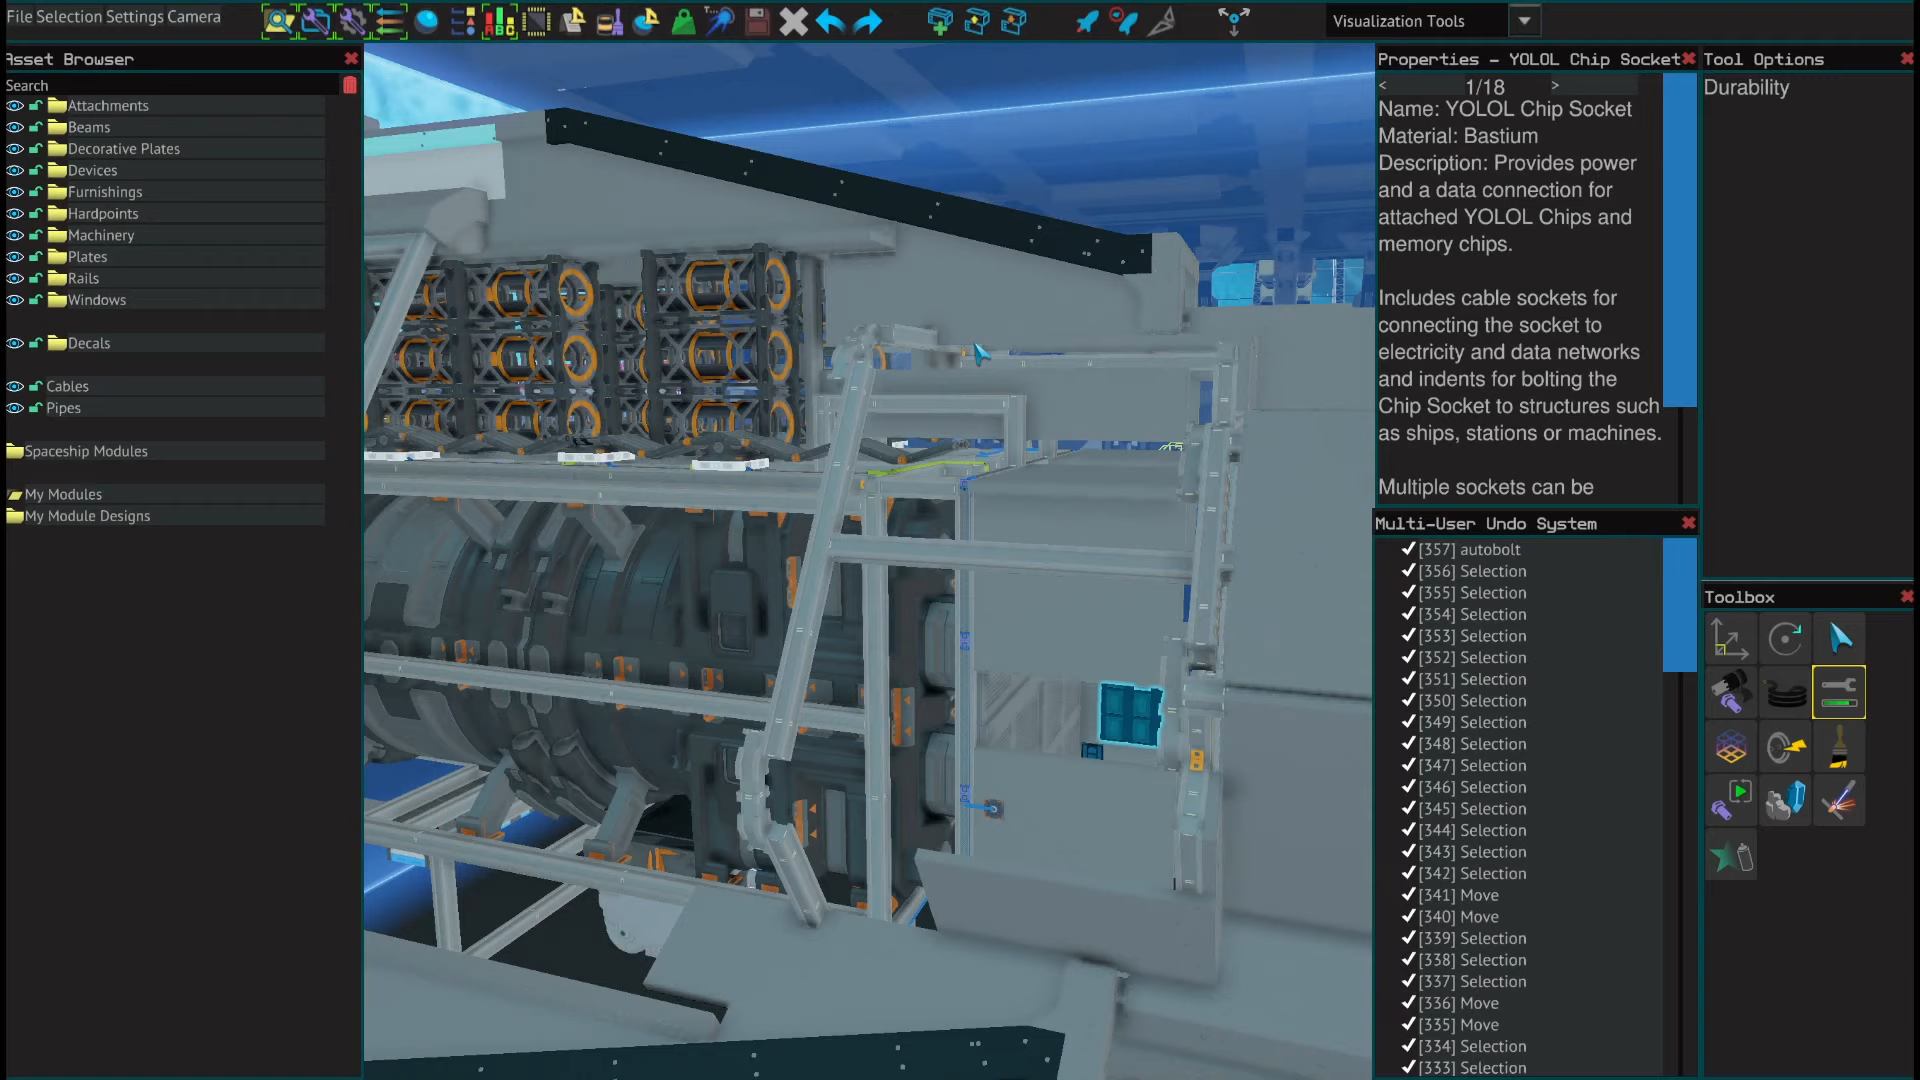 File Selection Settings Camera
Visualization Tools
Asset Browser
Search
Attachments
Beams
Decorative Plates
Devices
Furnishings
Hardpoints
Machinery
Plates
Rails
Windows
Decals
Cables
Pipes
Spaceship Modules
My Modules
My Module Designs
Properties - YOLOL Chip Socket
< 1/18 >
Name: YOLOL Chip Socket
Material: Bastium
Description: Provides power
and a data connection for
attached YOLOL Chips and
memory chips.
Includes cable sockets for
connecting the socket to
electricity and data networks
and indents for bolting the
Chip Socket to structures such
as ships, stations or machines.
Multiple sockets can be
Multi-User Undo System
[357] autobolt
[356] Selection
[355] Selection
[354] Selection
[353] Selection
[352] Selection
[351] Selection
[350] Selection
[349] Selection
[348] Selection
[347] Selection
[346] Selection
[345] Selection
[344] Selection
[343] Selection
[342] Selection
[341] Move
[340] Move
[339] Selection
[338] Selection
[337] Selection
[336] Move
[335] Move
[334] Selection
[333] Selection
Tool Options
Durability
Toolbox
ABC